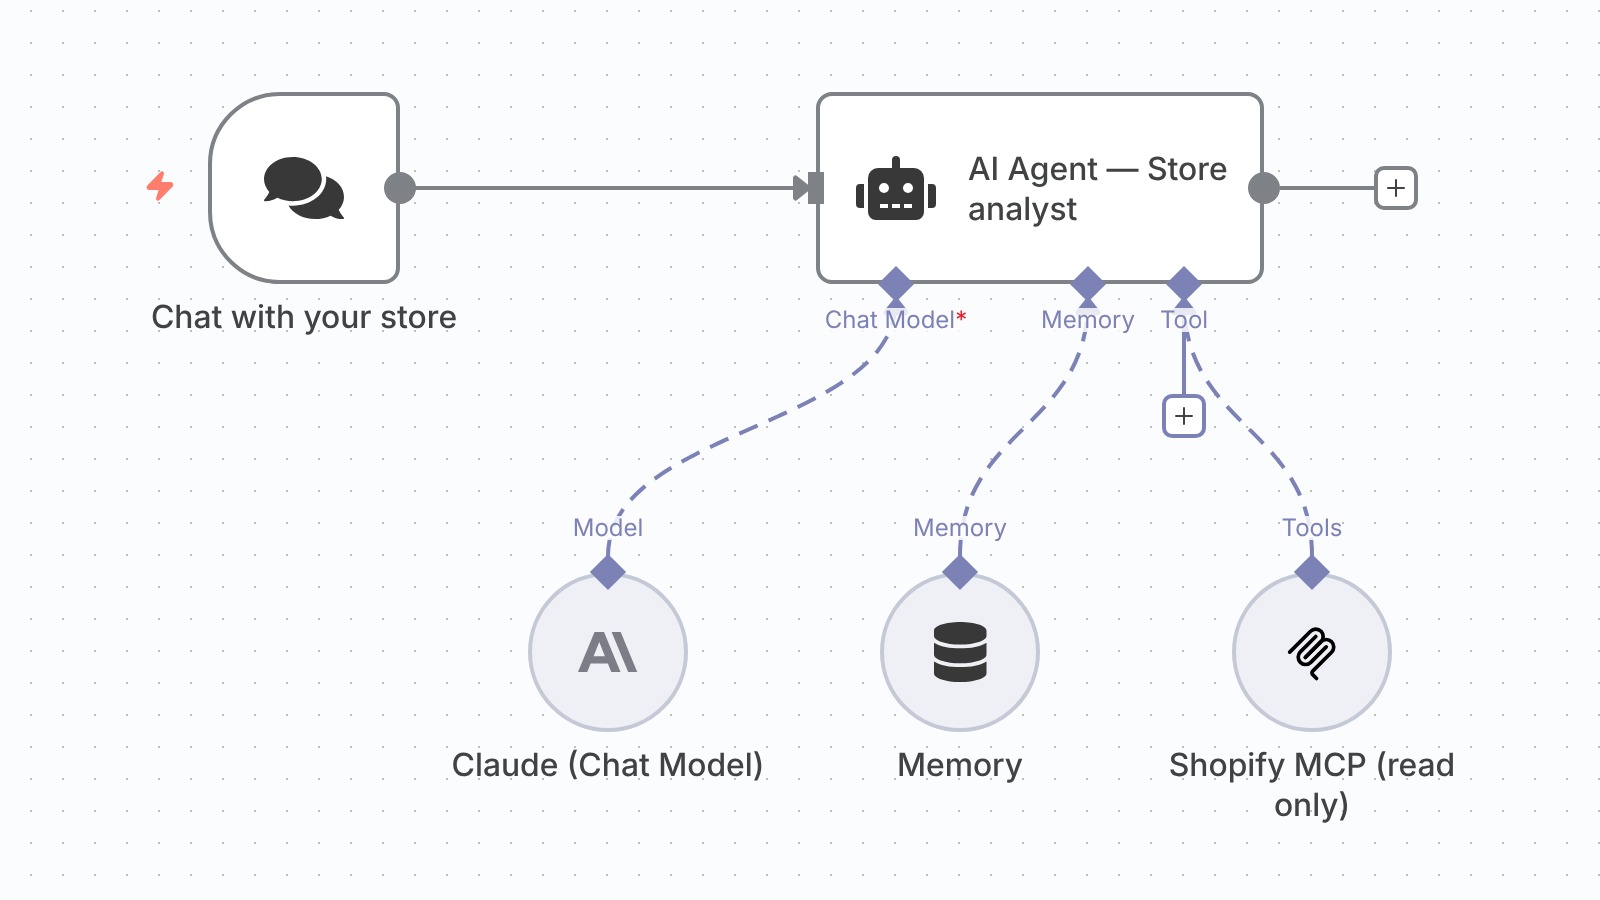 AI Agent — Store
analyst
Chat with your store
Chat Model*
Memory
Tool
Model
Memory
Tools
Claude (Chat Model)
Memory
Shopify MCP (read
only)